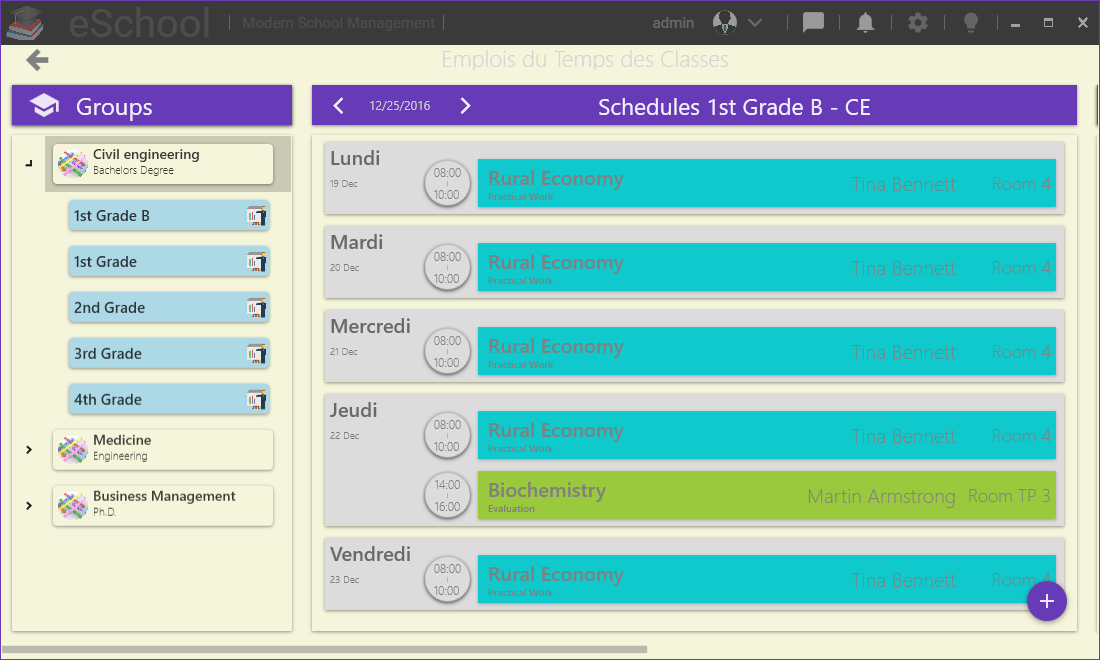 eSchool
Modern School Management
admin
Emplois du Temps des Classes
Groups
Civil engineering
Bachelors Degree
1st Grade B
1st Grade
2nd Grade
3rd Grade
4th Grade
Medicine
Engineering
Business Management
Ph.D.
12/25/2016
Schedules 1st Grade B - CE
Lundi
19 Dec
08:00
10:00
Rural Economy
Practical Work
Tina Bennett
Room 4
Mardi
20 Dec
08:00
10:00
Rural Economy
Practical Work
Tina Bennett
Room 4
Mercredi
21 Dec
08:00
10:00
Rural Economy
Practical Work
Tina Bennett
Room 4
Jeudi
22 Dec
08:00
10:00
Rural Economy
Practical Work
Tina Bennett
Room 4
14:00
16:00
Biochemistry
Evaluation
Martin Armstrong
Room TP 3
Vendredi
23 Dec
08:00
10:00
Rural Economy
Practical Work
Tina Bennett
Room 4